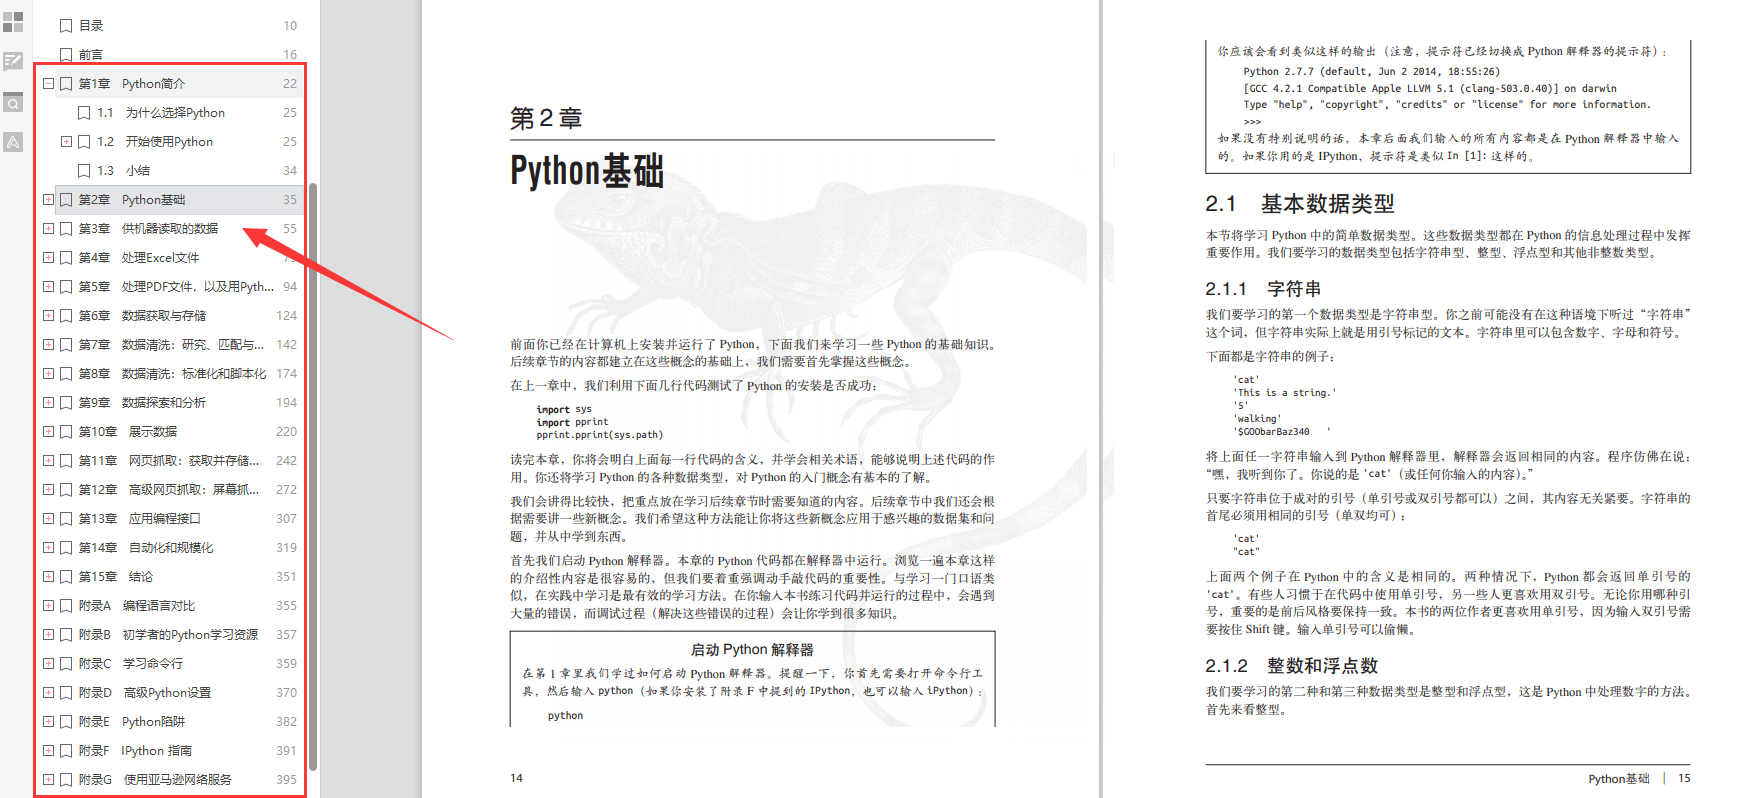 目录 10
前言 16
第1章 Python简介 22
1.1 为什么选择Python 25
1.2 开始使用Python 25
1.3 小结 34
第2章 Python基础 35
第3章 供机器读取的数据 55
第4章 处理Excel文件
第5章 处理PDF文件，以及用Pyth... 94
第6章 数据获取与存储 124
第7章 数据清洗：研究、匹配与... 142
第8章 数据清洗：标准化和脚本化 174
第9章 数据探索和分析 194
第10章 展示数据 220
第11章 网页抓取：获取并存储... 242
第12章 高级网页抓取：屏幕抓... 272
第13章 应用编程接口 307
第14章 自动化和规模化 319
第15章 结论 351
附录A 编程语言对比 355
附录B 初学者的Python学习资源 357
附录C 学习命令行 359
附录D 高级Python设置 370
附录E Python陷阱 382
附录F IPython 指南 391
附录G 使用亚马逊网络服务 395
第 2 章
Python基础
前面你已经在计算机上安装并运行了 Python，下面我们来学习一些 Python 的基础知识。
后续章节的内容都建立在这些概念的基础上，我们需要首先掌握这些概念。
在上一章中，我们利用下面几行代码测试了 Python 的安装是否成功：
import sys
import pprint
pprint.pprint(sys.path)
读完本章，你将会明白上面每一行代码的含义，并学会相关术语，能够说明上述代码的作
用。你还将学习 Python 的各种数据类型，对 Python 的入门概念有基本的了解。
我们会讲得比较快，把重点放在学习后续章节时需要知道的内容。后续章节中我们还会根
据需要讲一些新概念。我们希望这种方法能让你将这些新概念应用于感兴趣的数据集和问
题，并从中学到东西。
首先我们启动 Python 解释器。本章的 Python 代码都在解释器中运行。浏览一遍本章这样
的介绍性内容是很容易的，但我们要着重强调动手敲代码的重要性。与学习一门口语类
似，在实践中学习是最有效的学习方法。在你输入本书练习代码并运行的过程中，会遇到
大量的错误，而调试过程（解决这些错误的过程）会让你学到很多知识。
启动 Python 解释器
在第 1 章里我们学过如何启动 Python 解释器。提醒一下，你首先需要打开命令行工
具，然后输入 python（如果你安装了附录 F 中提到的 IPython，也可以输入 iPython）：
python
14
你应该会看到类似这样的输出（注意，提示符已经切换成 Python 解释器的提示符）：
Python 2.7.7 (default, Jun 2 2014, 18:55:26)
[GCC 4.2.1 Compatible Apple LLVM 5.1 (clang-503.0.40)] on darwin
Type "help", "copyright", "credits" or "license" for more information.
>>>
如果没有特别说明的话，本章后面我们输入的所有内容都是在 Python 解释器中输入
的。如果你用的是 IPython，提示符是类似 In [1]: 这样的。
2.1 基本数据类型
本节将学习 Python 中的简单数据类型。这些数据类型都在 Python 的信息处理过程中发挥
重要作用。我们要学习的数据类型包括字符串型、整型、浮点型和其他非整数类型。
2.1.1 字符串
我们要学习的第一个数据类型是字符串型。你之前可能没有在这种语境下听过“字符串”
这个词，但字符串实际上就是用引号标记的文本。字符串里可以包含数字、字母和符号。
下面都是字符串的例子：
'cat'
'This is a string.'
'5'
'walking'
'$GOObarBaz340 '
将上面任一字符串输入到 Python 解释器里，解释器会返回相同的内容。程序仿佛在说：
“嘿，我听到你了。你说的是 'cat'（或任何你输入的内容）。”
只要字符串位于成对的引号（单引号或双引号都可以）之间，其内容无关紧要。字符串的
首尾必须用相同的引号（单双均可）：
'cat'
"cat"
上面两个例子在 Python 中的含义是相同的。两种情况下，Python 都会返回单引号的
'cat'。有些人习惯于在代码中使用单引号，另一些人更喜欢用双引号。无论你用哪种引
号，重要的是前后风格要保持一致。本书的两位作者更喜欢用单引号，因为输入双引号需
要按住 Shift 键。输入单引号可以偷懒。
2.1.2 整数和浮点数
我们要学习的第二种和第三种数据类型是整型和浮点型，这是 Python 中处理数字的方法。
首先来看整型。
Python基础 | 15